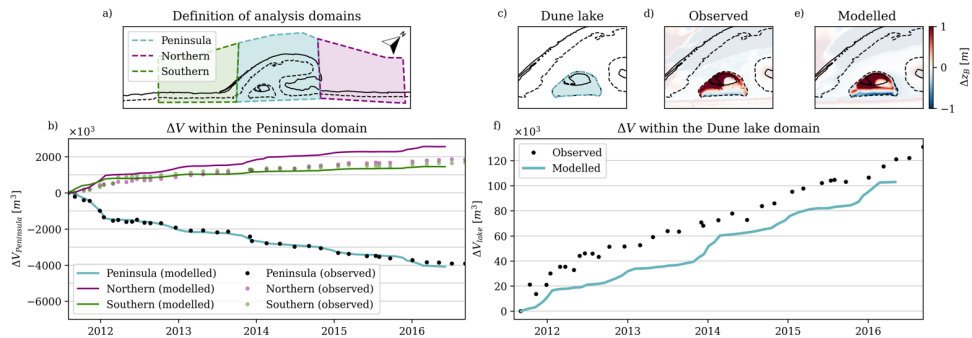 a) Definition of analysis domains
Peninsula
Northern
Southern
N
c) Dune lake
d) Observed
e) Modelled
1
0
−1
Δz_B [m]
b) ΔV within the Peninsula domain
×10³
2000
0
−2000
−4000
−6000
ΔV_Peninsula [m³]
Peninsula (modelled)
Northern (modelled)
Southern (modelled)
Peninsula (observed)
Northern (observed)
Southern (observed)
2012 2013 2014 2015 2016
f) ΔV within the Dune lake domain
×10³
120
100
80
60
40
20
0
ΔV_lake [m³]
Observed
Modelled
2012 2013 2014 2015 2016